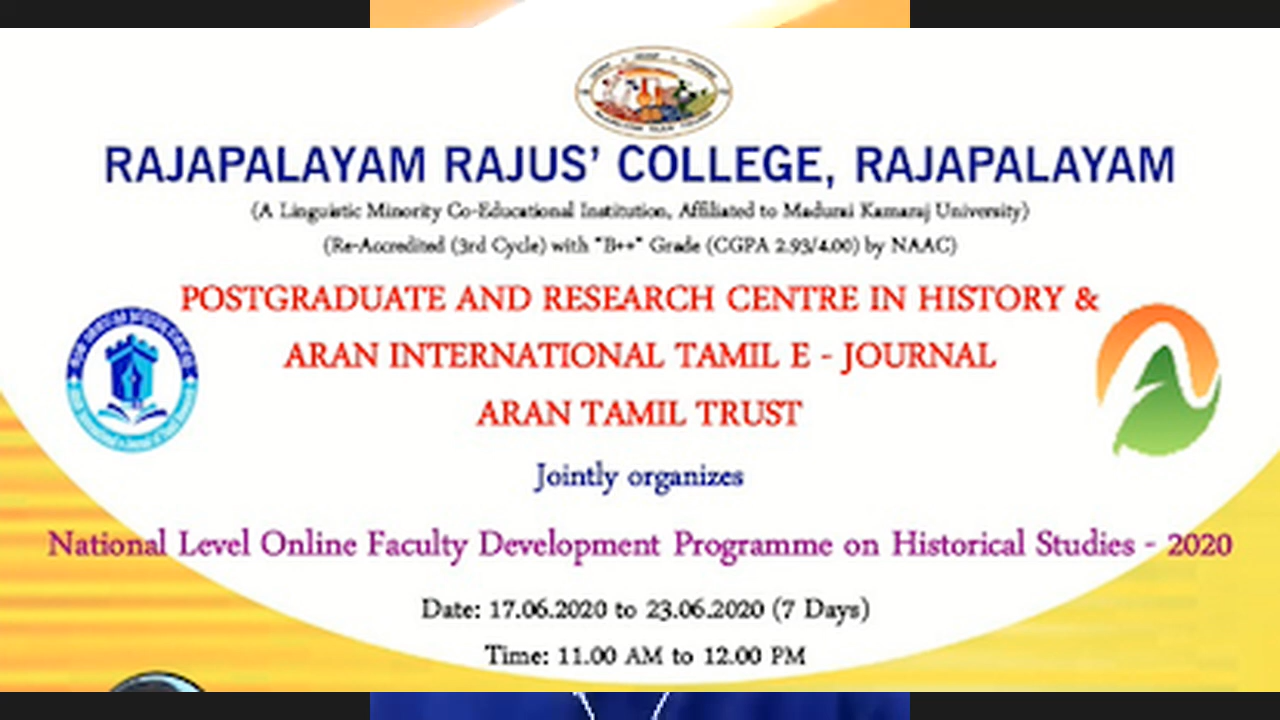 RAJAPALAYAM RAJUS' COLLEGE, RAJAPALAYAM
(A Linguistic Minority Co-Educational Institution, Affiliated to Madurai Kamaraj University)
(Re-Accredited (3rd Cycle) with "B++" Grade (CGPA 2.93/4.00) by NAAC)
POSTGRADUATE AND RESEARCH CENTRE IN HISTORY &
ARAN INTERNATIONAL TAMIL E - JOURNAL
ARAN TAMIL TRUST
Jointly organizes
National Level Online Faculty Development Programme on Historical Studies - 2020
Date: 17.06.2020 to 23.06.2020 (7 Days)
Time: 11.00 AM to 12.00 PM